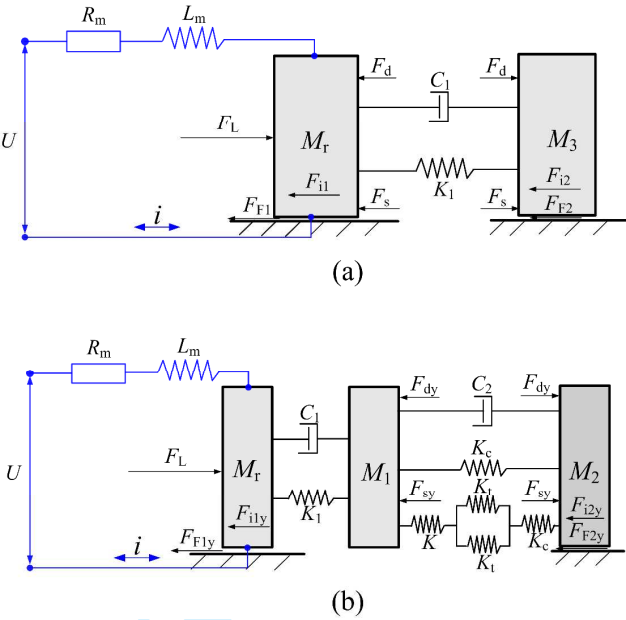 Rm Lm
Fd Fd
C1
U FL Mr M3
Fi1 K1 Fi2
FF1 Fs Fs FF2
i
(a)
Rm Lm
Fdy C2 Fdy
C1
U FL Mr M1 Kc M2
Fsy Kt Fsy
Fi1y K1 Fi2y
FF1y K Kc FF2y
i Kt
(b)